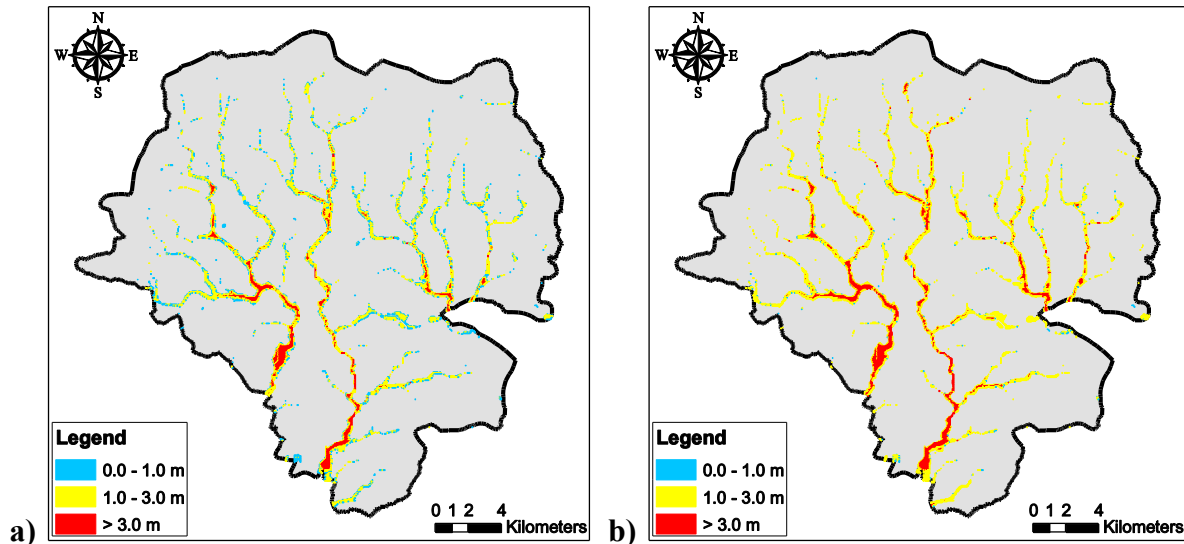 N
W E
S
Legend
0.0 - 1.0 m
1.0 - 3.0 m
> 3.0 m
0 1 2 4
Kilometers
a)
N
W E
S
Legend
0.0 - 1.0 m
1.0 - 3.0 m
> 3.0 m
0 1 2 4
Kilometers
b)